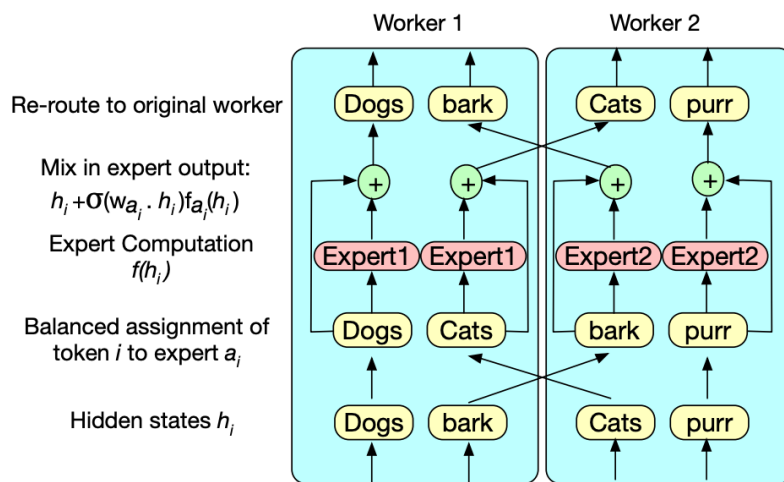 Worker 1 Worker 2
Re-route to original worker Dogs bark Cats purr
Mix in expert output:
hᵢ +σ(w_aᵢ . hᵢ)f_aᵢ(hᵢ) + + + +
Expert Computation Expert1 Expert1 Expert2 Expert2
f(hᵢ)
Balanced assignment of Dogs Cats bark purr
token i to expert aᵢ
Hidden states hᵢ Dogs bark Cats purr